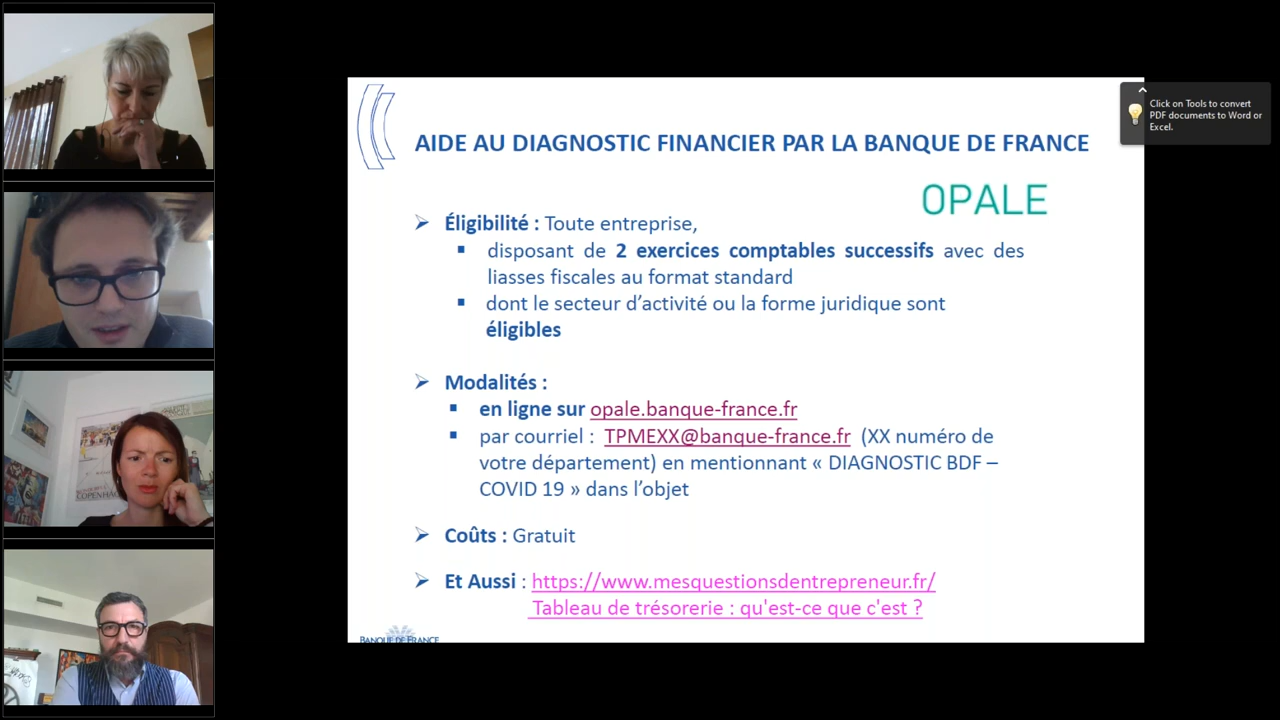 AIDE AU DIAGNOSTIC FINANCIER PAR LA BANQUE DE FRANCE
OPALE
Éligibilité : Toute entreprise,
disposant de 2 exercices comptables successifs avec des
liasses fiscales au format standard
dont le secteur d’activité ou la forme juridique sont
éligibles
Modalités :
en ligne sur opale.banque-france.fr
par courriel : TPMEXX@banque-france.fr (XX numéro de
votre département) en mentionnant « DIAGNOSTIC BDF –
COVID 19 » dans l’objet
Coûts : Gratuit
Et Aussi : https://www.mesquestionsdentrepreneur.fr/
Tableau de trésorerie : qu'est-ce que c'est ?
BANQUE DE FRANCE
Click on Tools to convert
PDF documents to Word or
Excel.
COPENHAG